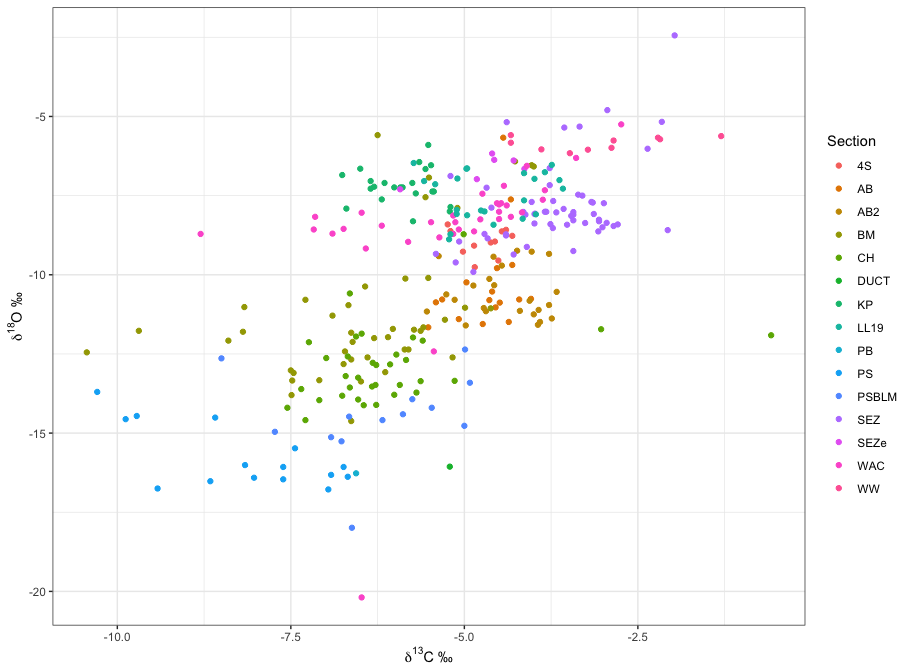 Section
4S
AB
AB2
BM
CH
DUCT
KP
LL19
PB
PS
PSBLM
SEZ
SEZe
WAC
WW
-5
-10
-15
-20
δ18O ‰
-10.0 -7.5 -5.0 -2.5
δ13C ‰